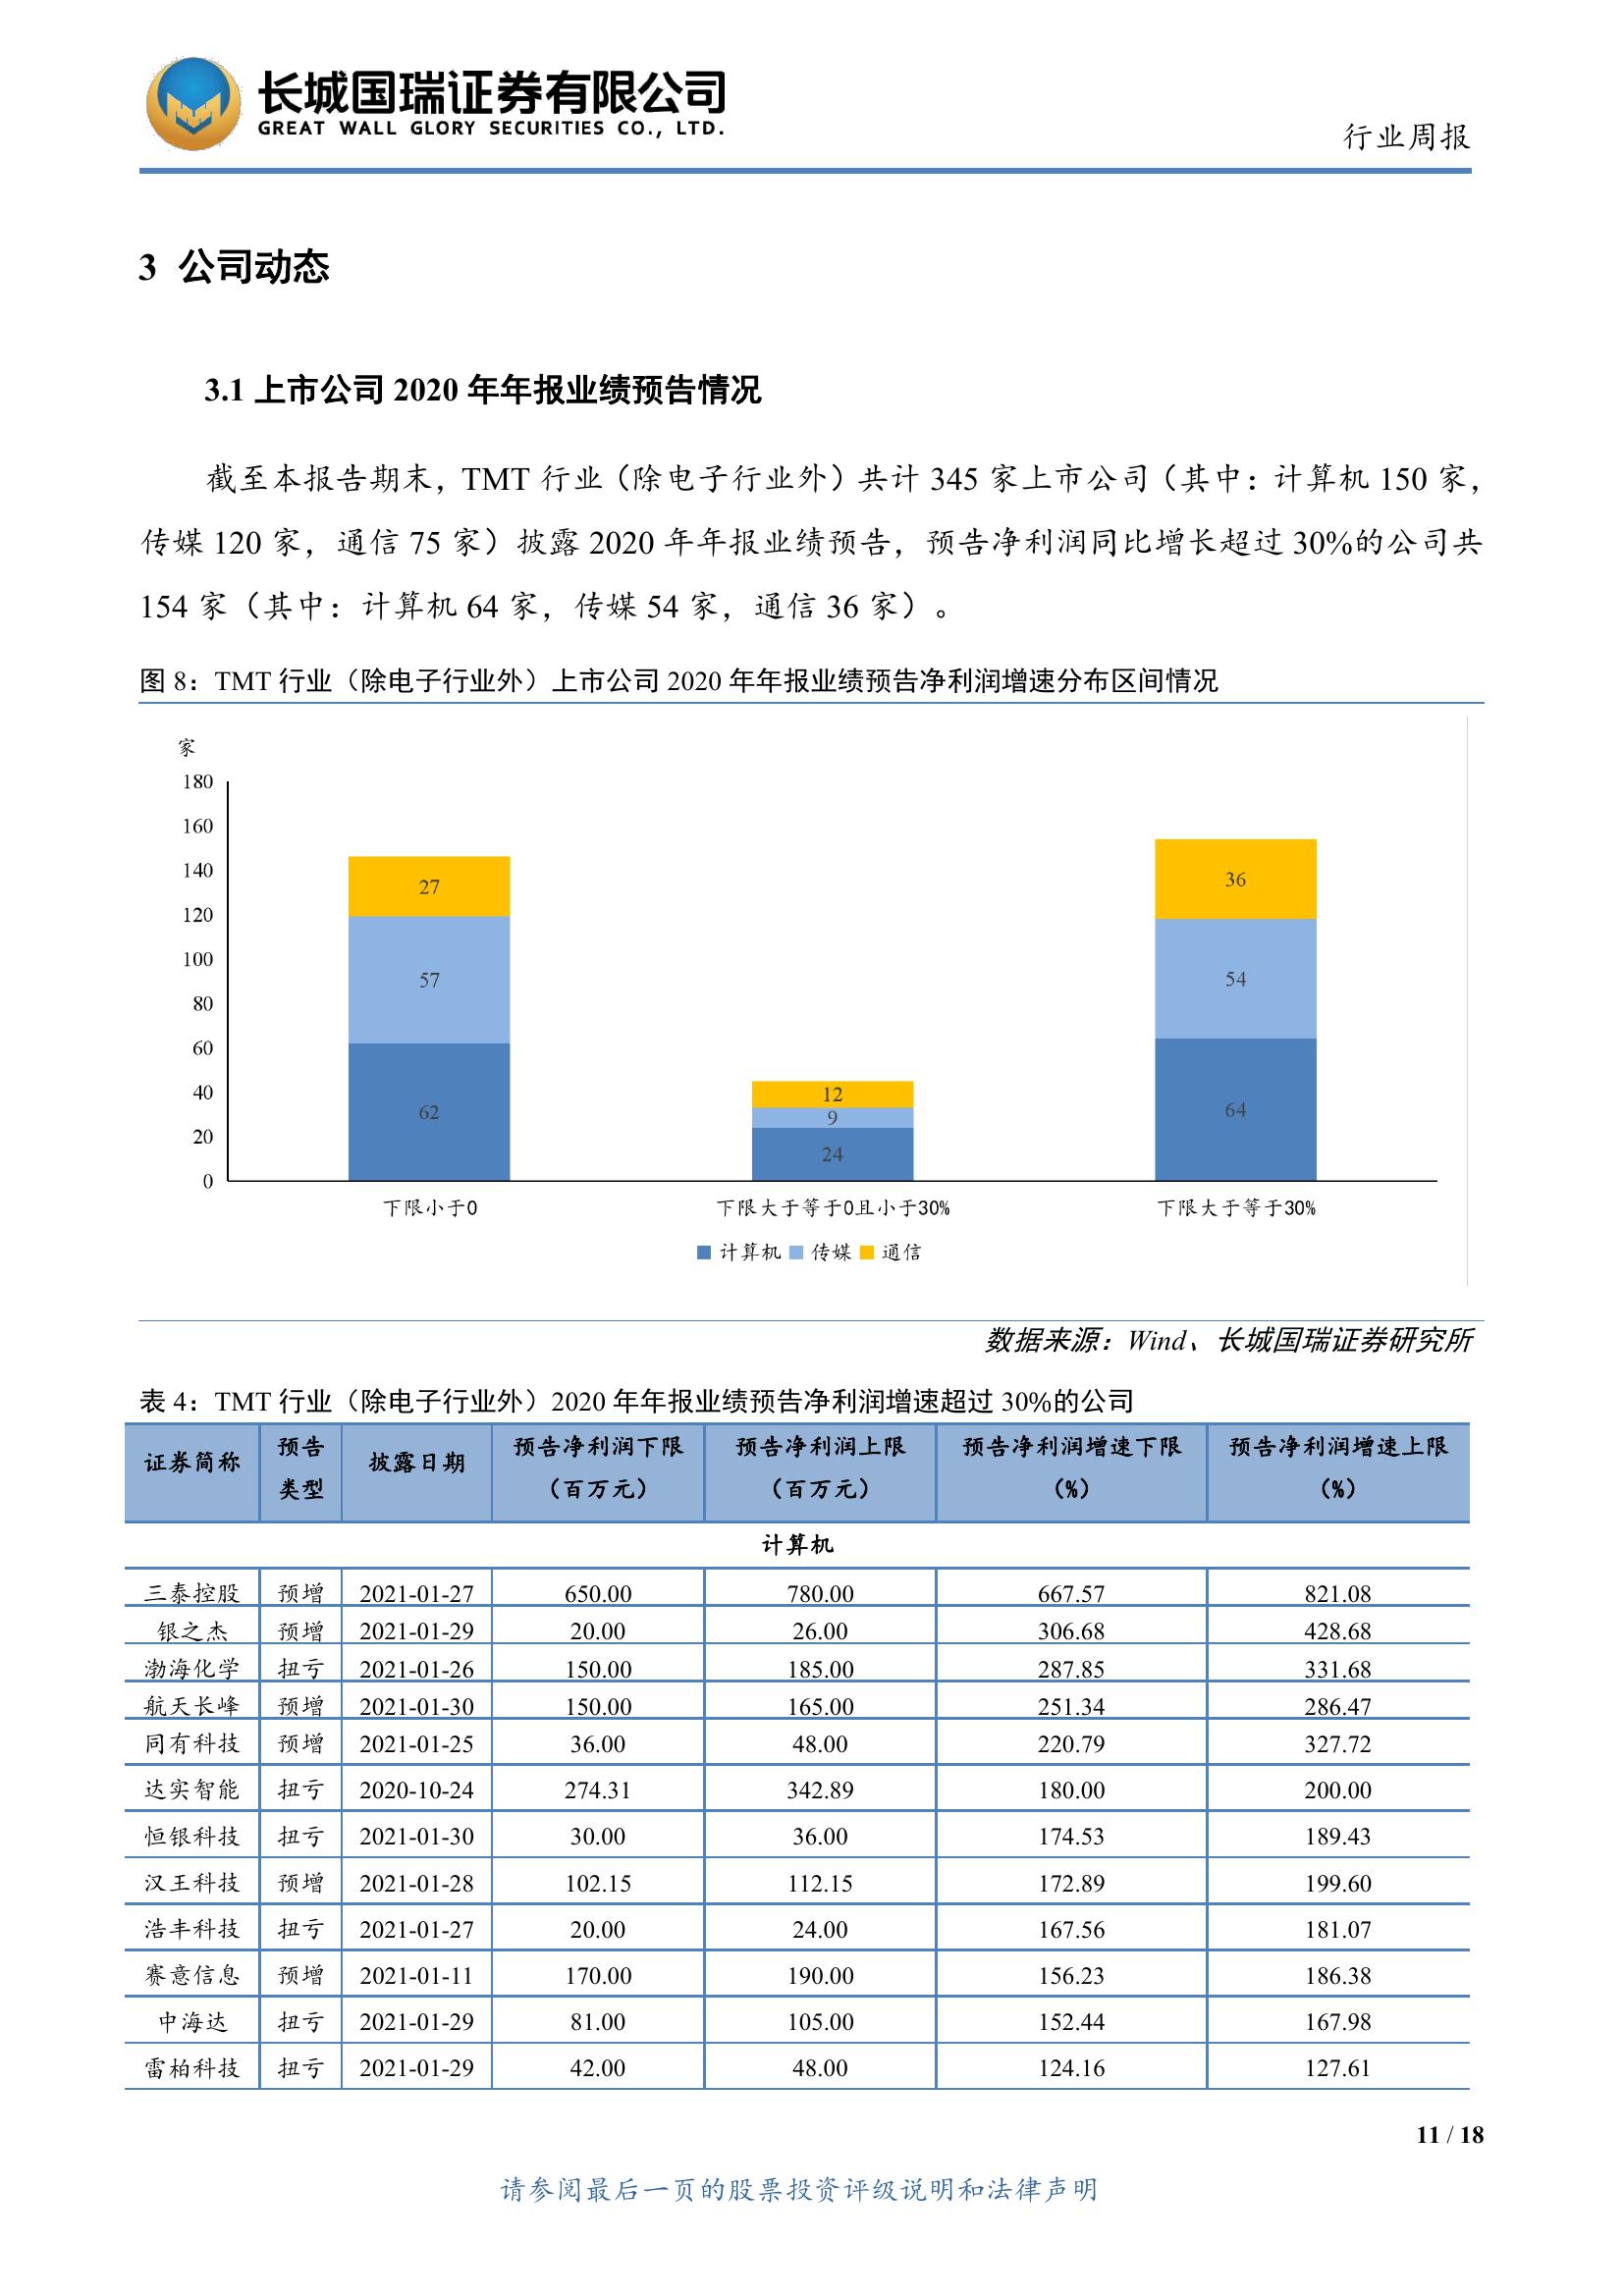 长城国瑞证券有限公司
GREAT WALL GLORY SECURITIES CO., LTD.
行业周报
3 公司动态
3.1 上市公司 2020 年年报业绩预告情况
截至本报告期末，TMT 行业（除电子行业外）共计 345 家上市公司（其中：计算机 150 家，
传媒 120 家，通信 75 家）披露 2020 年年报业绩预告，预告净利润同比增长超过 30%的公司共
154 家（其中：计算机 64 家，传媒 54 家，通信 36 家）。
图 8：TMT 行业（除电子行业外）上市公司 2020 年年报业绩预告净利润增速分布区间情况
家
180
160
140
120
100
80
60
40
20
0
27
57
62
12
9
24
36
54
64
下限小于0 下限大于等于0且小于30% 下限大于等于30%
计算机 传媒 通信
数据来源：Wind、长城国瑞证券研究所
表 4：TMT 行业（除电子行业外）2020 年年报业绩预告净利润增速超过 30%的公司
证券简称 预告类型 披露日期 预告净利润下限（百万元） 预告净利润上限（百万元） 预告净利润增速下限（%） 预告净利润增速上限（%）
计算机
三泰控股 预增 2021-01-27 650.00 780.00 667.57 821.08
银之杰 预增 2021-01-29 20.00 26.00 306.68 428.68
渤海化学 扭亏 2021-01-26 150.00 185.00 287.85 331.68
航天长峰 预增 2021-01-30 150.00 165.00 251.34 286.47
同有科技 预增 2021-01-25 36.00 48.00 220.79 327.72
达实智能 扭亏 2020-10-24 274.31 342.89 180.00 200.00
恒银科技 扭亏 2021-01-30 30.00 36.00 174.53 189.43
汉王科技 预增 2021-01-28 102.15 112.15 172.89 199.60
浩丰科技 扭亏 2021-01-27 20.00 24.00 167.56 181.07
赛意信息 预增 2021-01-11 170.00 190.00 156.23 186.38
中海达 扭亏 2021-01-29 81.00 105.00 152.44 167.98
雷柏科技 扭亏 2021-01-29 42.00 48.00 124.16 127.61
11 / 18
请参阅最后一页的股票投资评级说明和法律声明